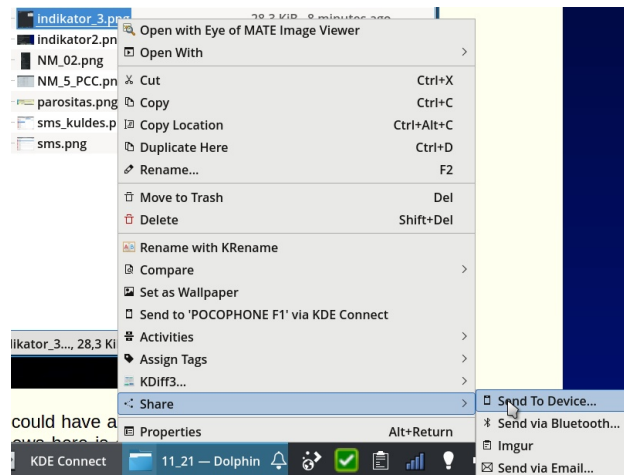 indikator_3.png 28,3 KiB 8 minutes ago
indikator2.pn
NM_02.png
NM_5_PCC.pn
parositas.png
sms_kuldes.p
sms.png
Open with Eye of MATE Image Viewer
Open With
Cut Ctrl+X
Copy Ctrl+C
Copy Location Ctrl+Alt+C
Duplicate Here Ctrl+D
Rename... F2
Move to Trash Del
Delete Shift+Del
Rename with KRename
Compare
Set as Wallpaper
Send to 'POCOPHONE F1' via KDE Connect
Activities
Assign Tags
KDiff3...
Share
Properties Alt+Return
Send To Device...
Send via Bluetooth...
Imgur
Send via Email...
likator_3..., 28,3 Ki
could have a
KDE Connect
11_21 — Dolphin